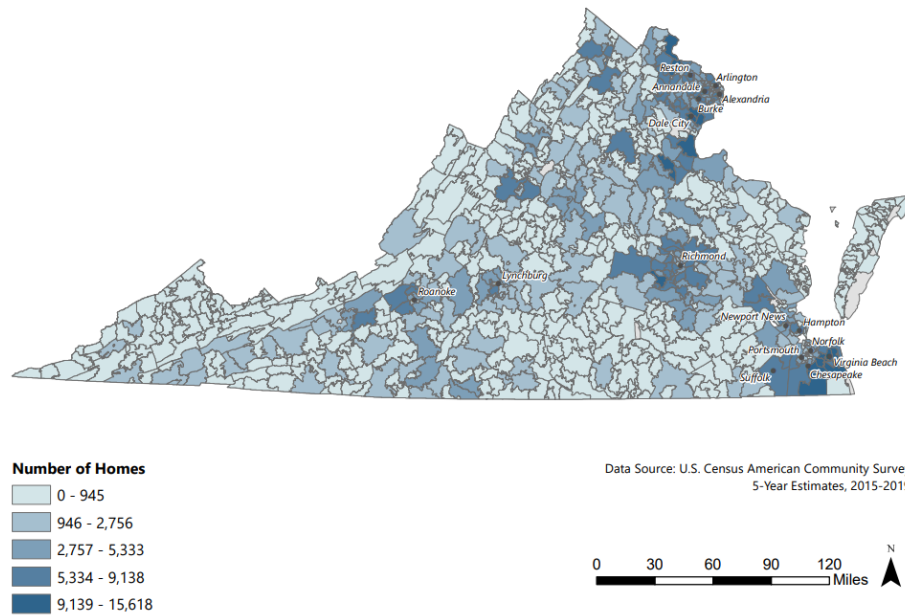 Reston
Arlington
Annandale
Alexandria
Burke
Dale City
Richmond
Lynchburg
Roanoke
Newport News
Hampton
Norfolk
Portsmouth
Virginia Beach
Suffolk
Chesapeake
Number of Homes
0 - 945
946 - 2,756
2,757 - 5,333
5,334 - 9,138
9,139 - 15,618
Data Source: U.S. Census American Community Survey
5-Year Estimates, 2015-2019
0 30 60 90 120
Miles
N